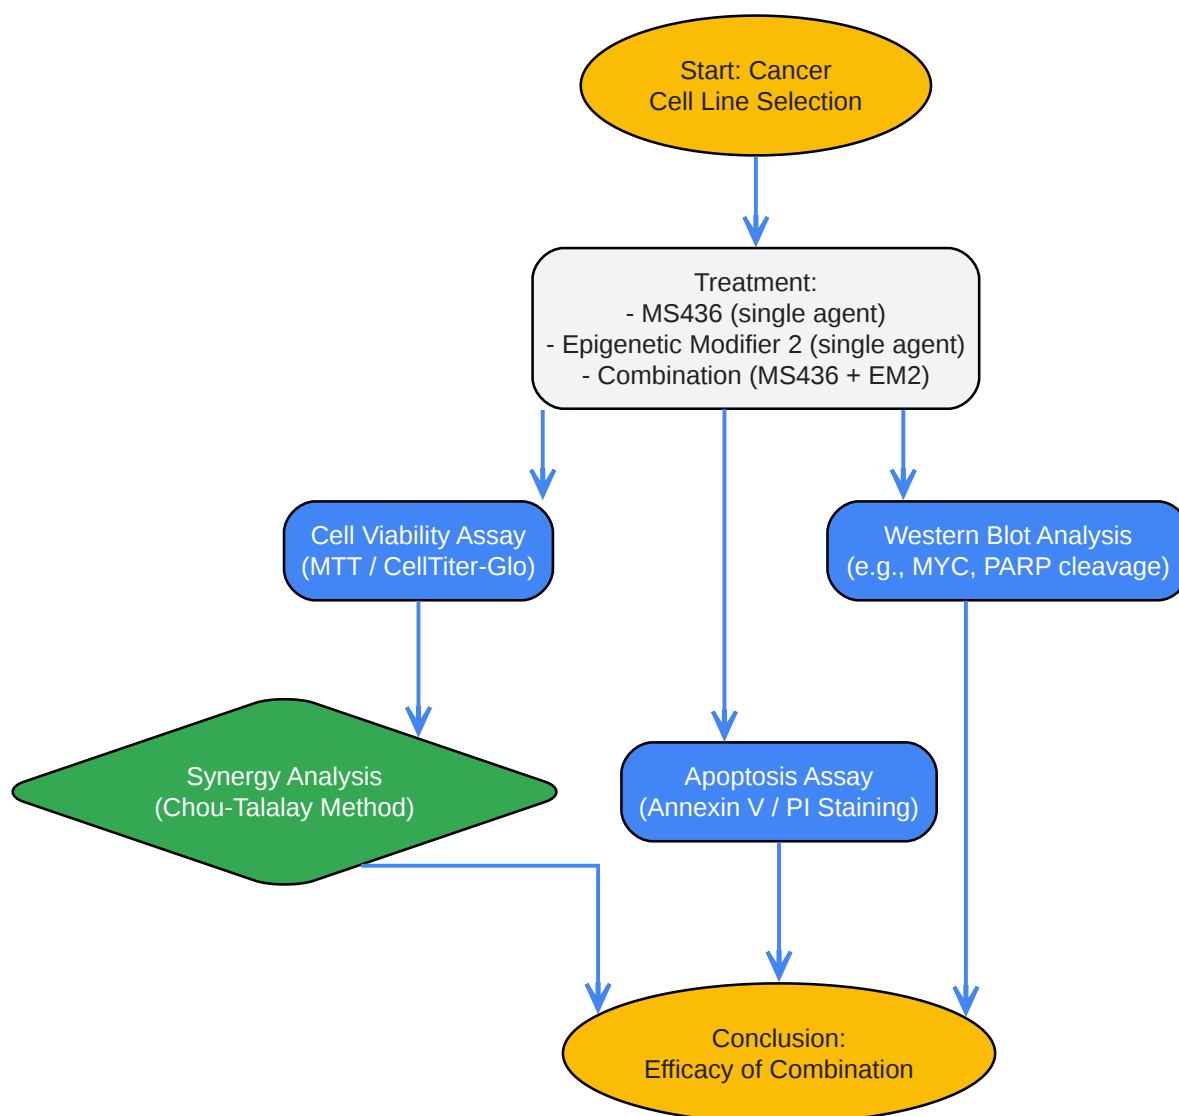 Start: Cancer
Cell Line Selection
Treatment:
- MS436 (single agent)
- Epigenetic Modifier 2 (single agent)
- Combination (MS436 + EM2)
Cell Viability Assay
(MTT / CellTiter-Glo)
Western Blot Analysis
(e.g., MYC, PARP cleavage)
Synergy Analysis
(Chou-Talalay Method)
Apoptosis Assay
(Annexin V / PI Staining)
Conclusion:
Efficacy of Combination